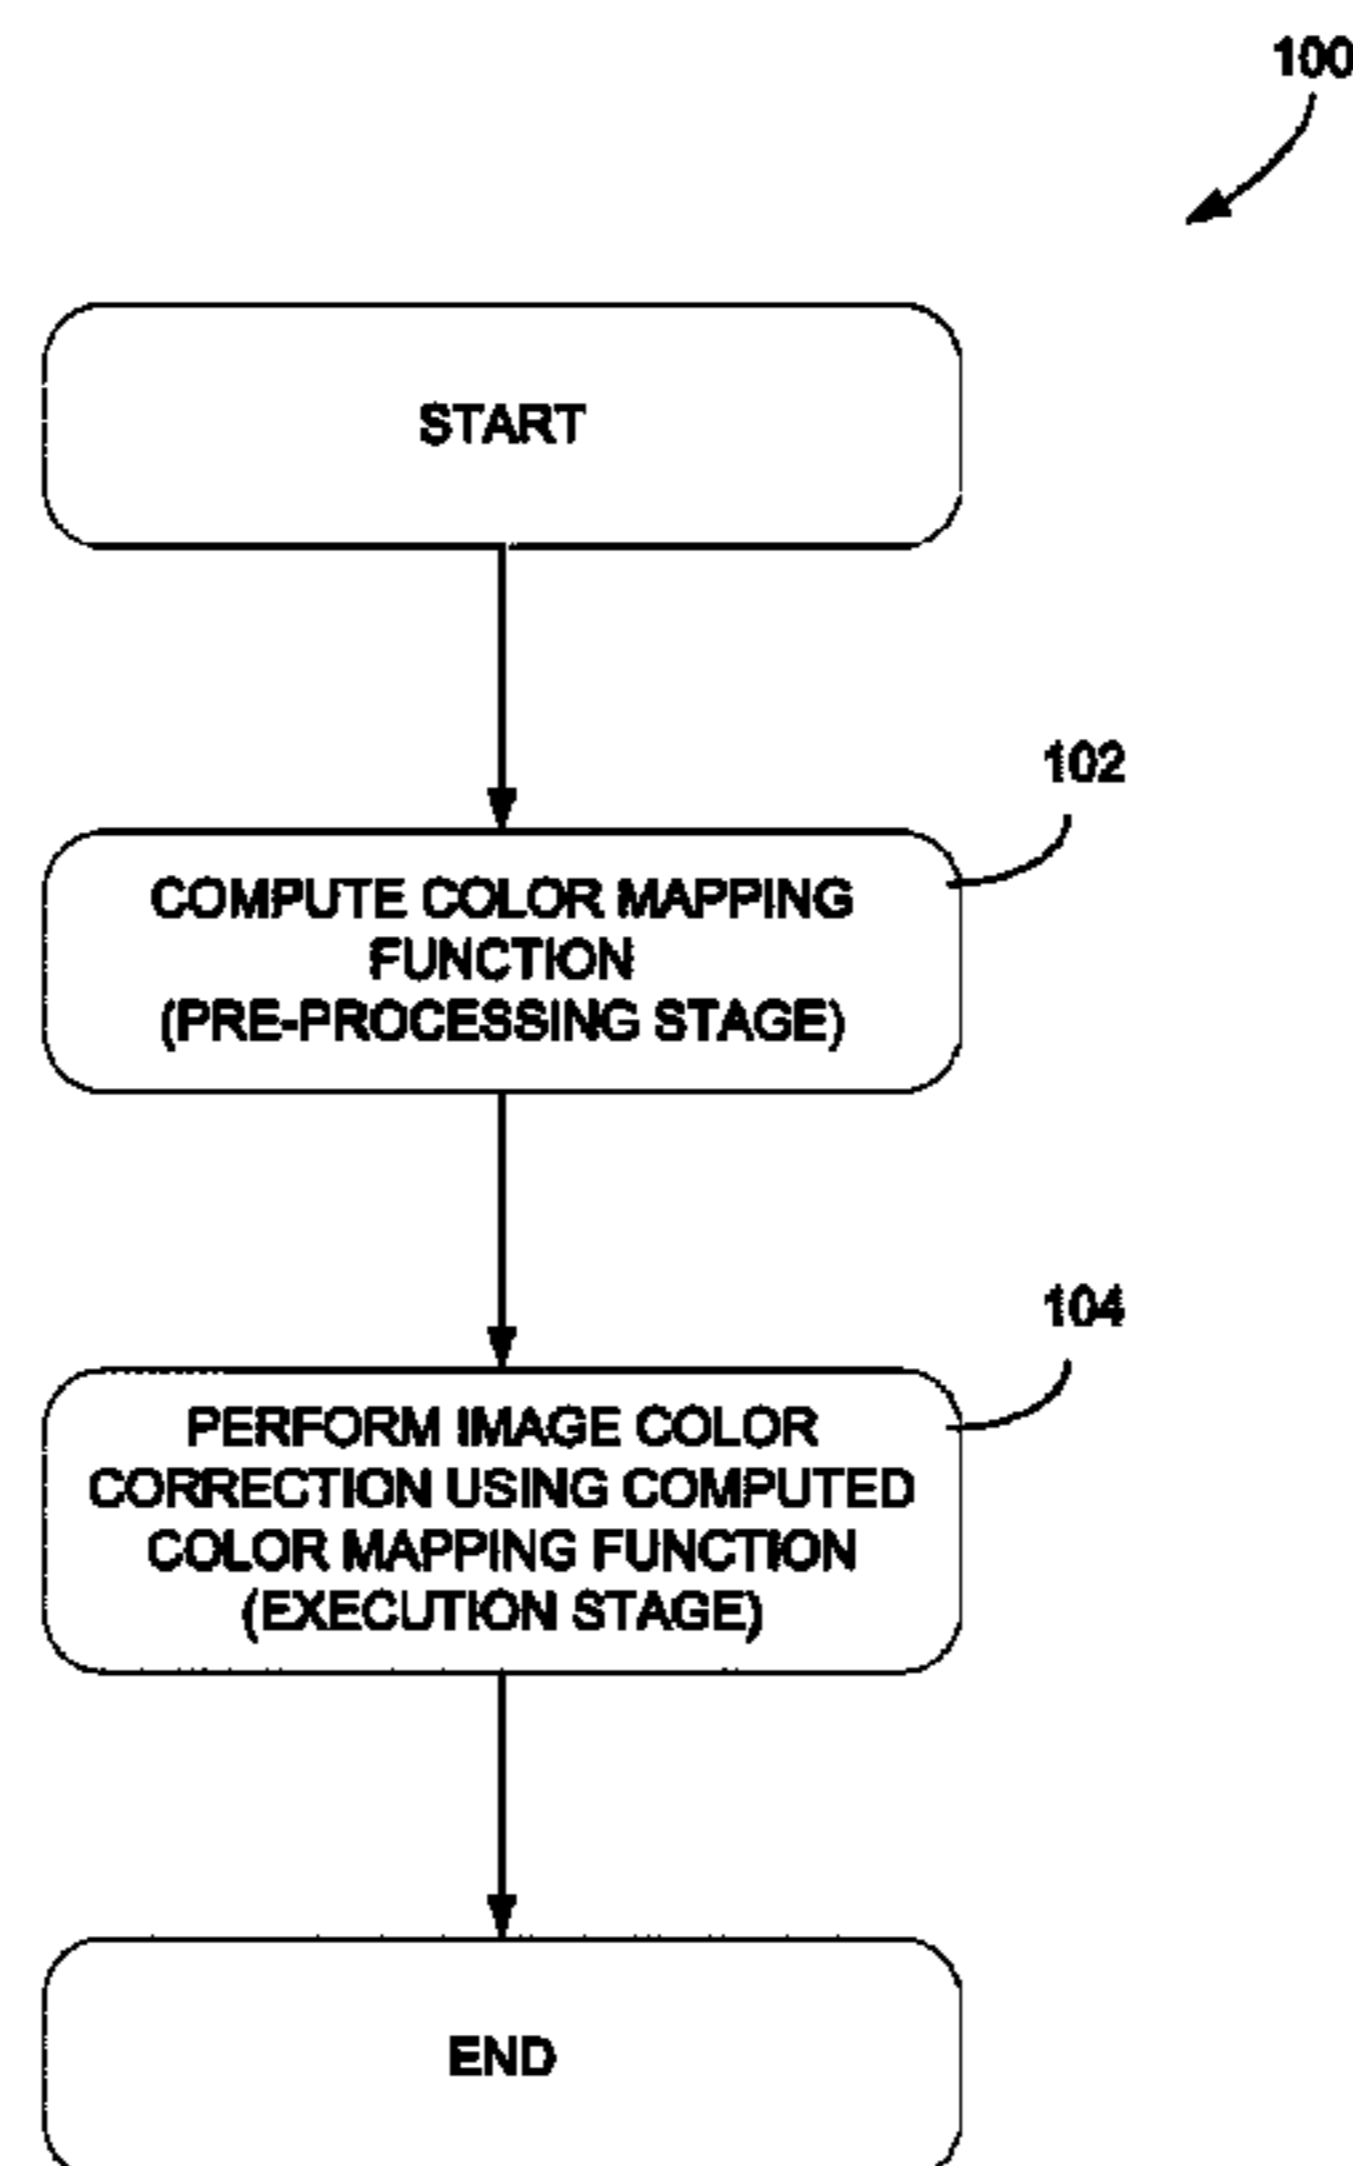 100
START
102
COMPUTE COLOR MAPPING
FUNCTION
(PRE-PROCESSING STAGE)
104
PERFORM IMAGE COLOR
CORRECTION USING COMPUTED
COLOR MAPPING FUNCTION
(EXECUTION STAGE)
END